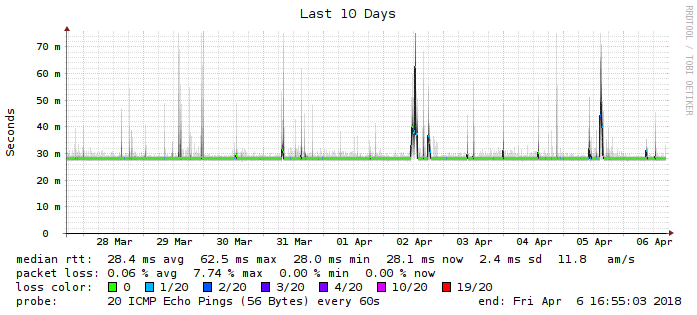 Last 10 Days
RRDTOOL / TOBI OETIKER
Seconds
70 m
60 m
50 m
40 m
30 m
20 m
10 m
0
28 Mar 29 Mar 30 Mar 31 Mar 01 Apr 02 Apr 03 Apr 04 Apr 05 Apr 06 Apr
median rtt: 28.4 ms avg 62.5 ms max 28.0 ms min 28.1 ms now 2.4 ms sd 11.8 am/s
packet loss: 0.06 % avg 7.74 % max 0.00 % min 0.00 % now
loss color: 0 1/20 2/20 3/20 4/20 10/20 19/20
probe: 20 ICMP Echo Pings (56 Bytes) every 60s end: Fri Apr 6 16:55:03 2018